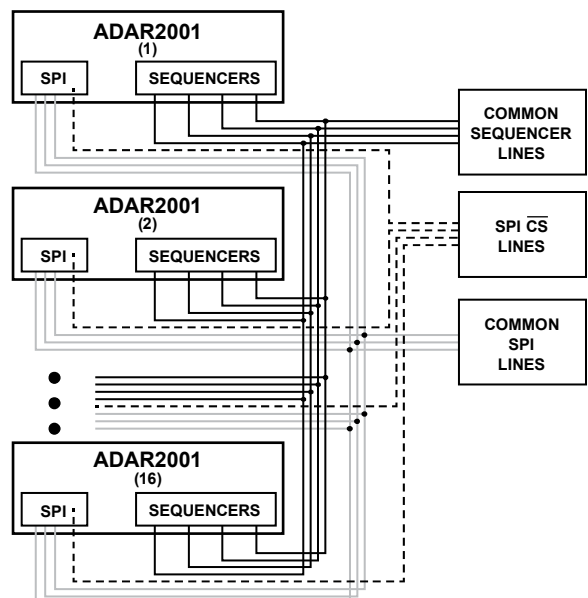 ADAR2001
(1)
SPI
SEQUENCERS
COMMON
SEQUENCER
LINES
ADAR2001
(2)
SPI
SEQUENCERS
SPI C̅S̅
LINES
COMMON
SPI
LINES
ADAR2001
(16)
SPI
SEQUENCERS